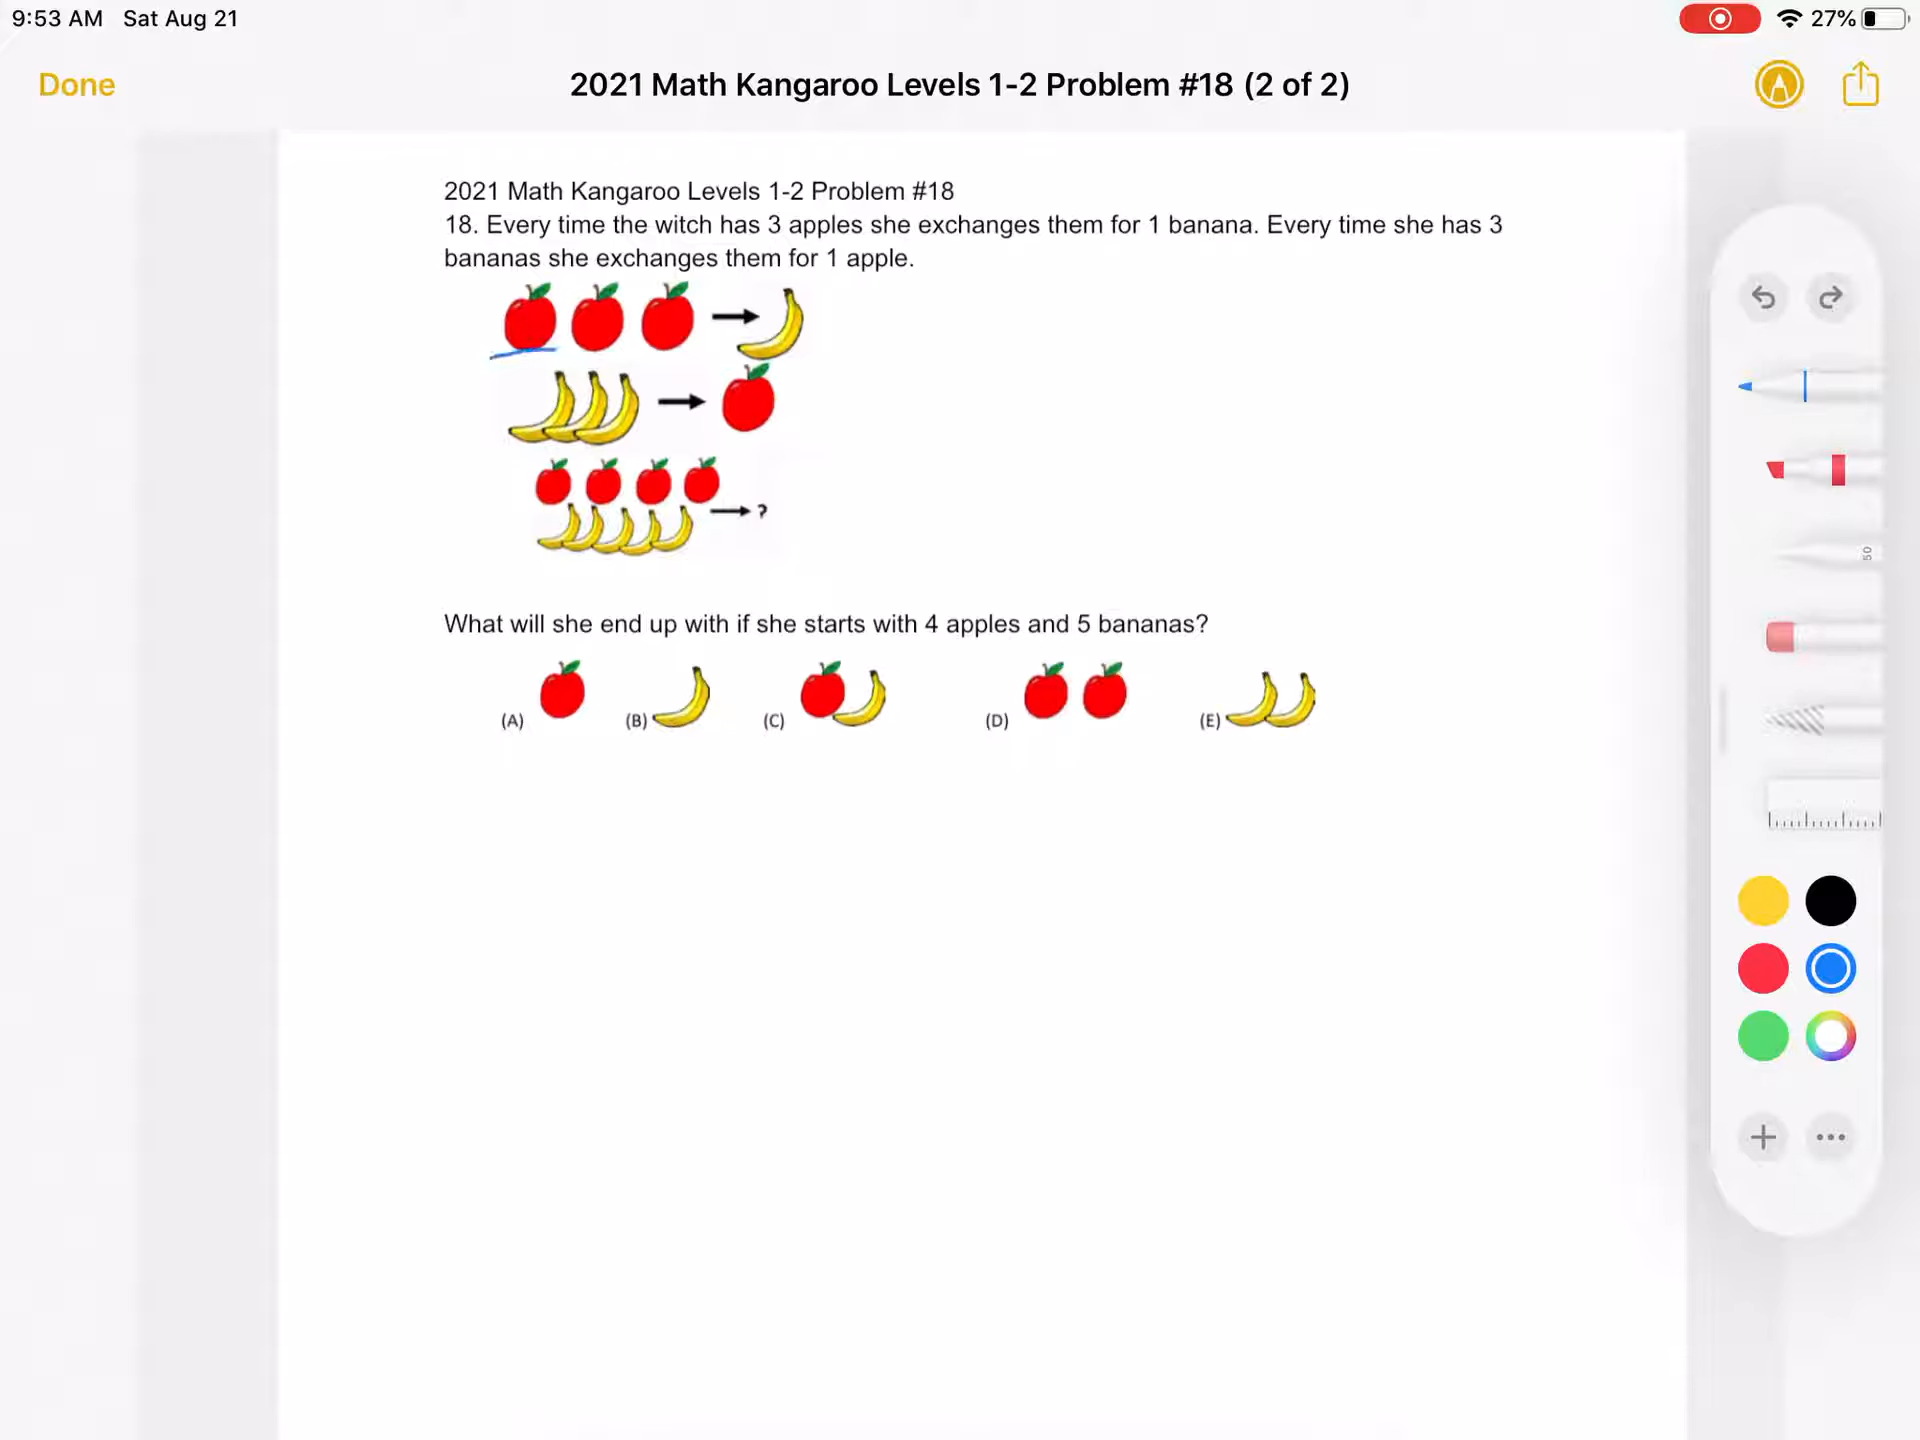 9:53 AM Sat Aug 21
27%
Done
2021 Math Kangaroo Levels 1-2 Problem #18 (2 of 2)
2021 Math Kangaroo Levels 1-2 Problem #18
18. Every time the witch has 3 apples she exchanges them for 1 banana. Every time she has 3
bananas she exchanges them for 1 apple.
?
What will she end up with if she starts with 4 apples and 5 bananas?
(A) (B) (C) (D) (E)
50